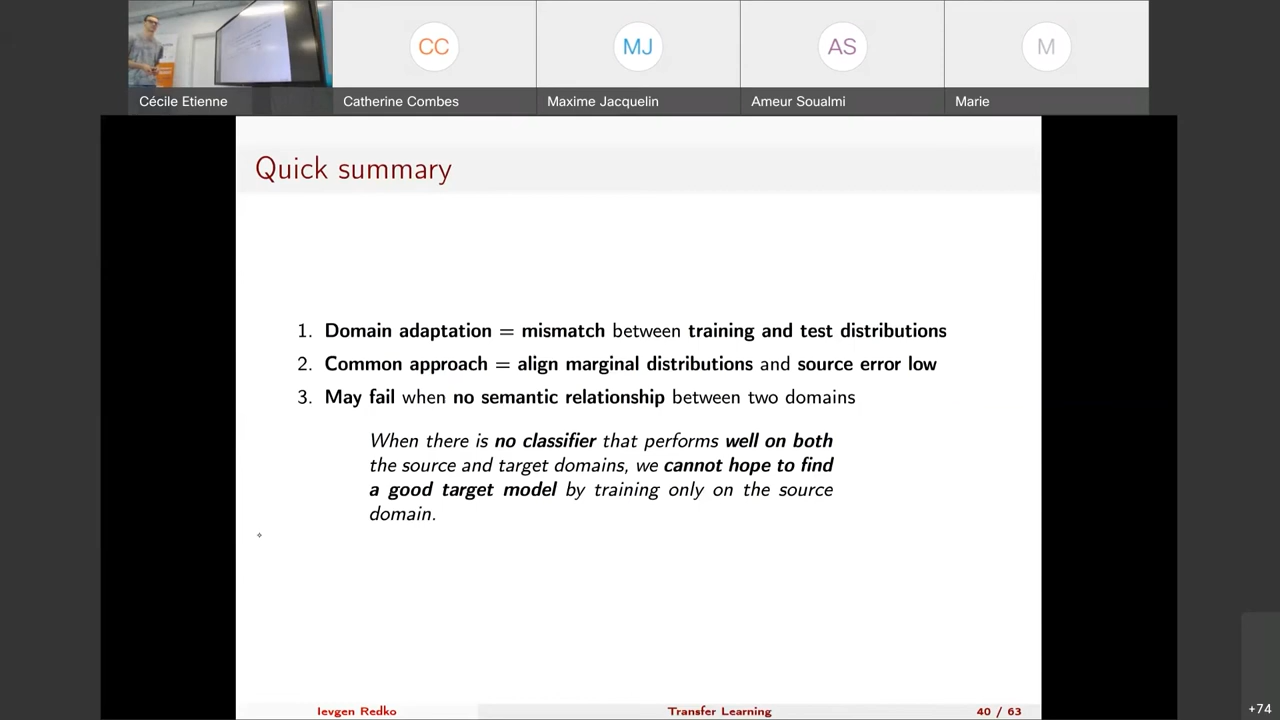 CC
MJ
AS
M
Cécile Etienne
Catherine Combes
Maxime Jacquelin
Ameur Soualmi
Marie
Quick summary
1. Domain adaptation = mismatch between training and test distributions
2. Common approach = align marginal distributions and source error low
3. May fail when no semantic relationship between two domains
When there is no classifier that performs well on both
the source and target domains, we cannot hope to find
a good target model by training only on the source
domain.
Ievgen Redko
Transfer Learning
40 / 63
+74